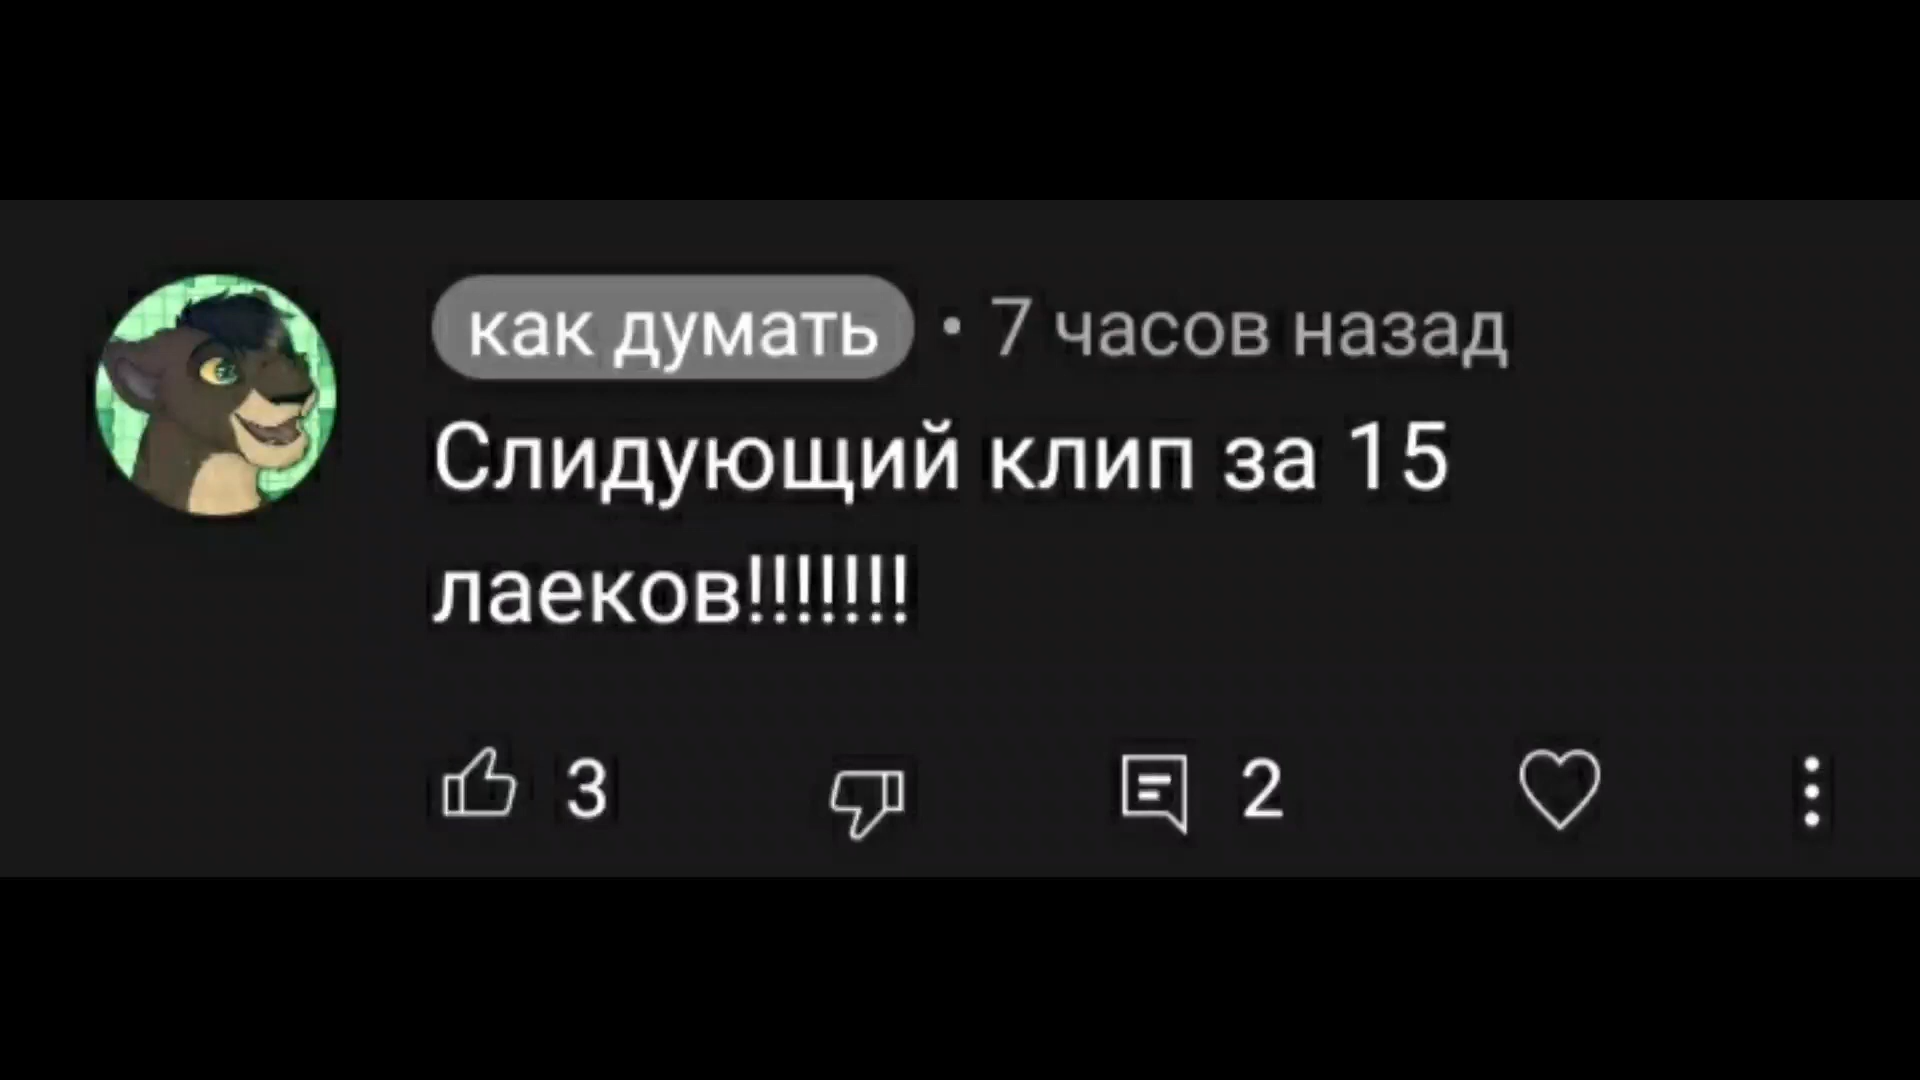 как думать • 7 часов назад
Слидующий клип за 15
лаеков!!!!!!!
3 2